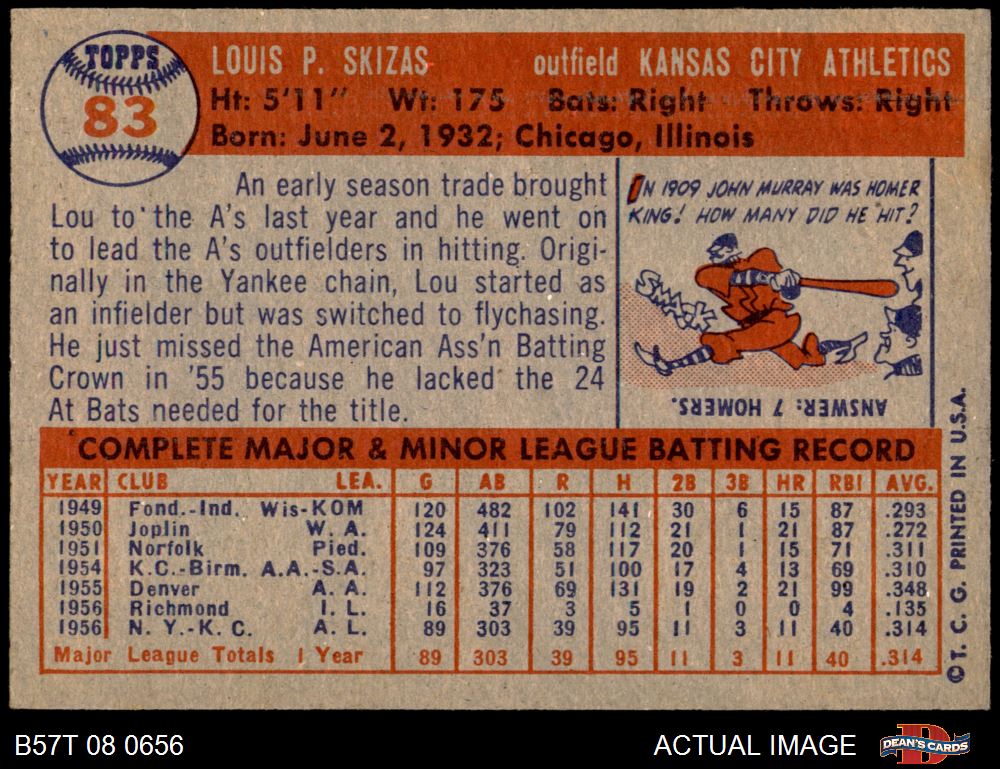 TOPPS
83
LOUIS P. SKIZAS outfield KANSAS CITY ATHLETICS
Ht: 5'11" Wt: 175 Bats: Right Throws: Right
Born: June 2, 1932; Chicago, Illinois
An early season trade brought
Lou to the A's last year and he went on
to lead the A's outfielders in hitting. Origi-
nally in the Yankee chain, Lou started as
an infielder but was switched to flychasing.
He just missed the American Ass'n Batting
Crown in '55 because he lacked the 24
At Bats needed for the title.
IN 1909 JOHN MURRAY WAS HOMER
KING! HOW MANY DID HE HIT?
SMACK
ANSWER: 7 HOMERS.
COMPLETE MAJOR & MINOR LEAGUE BATTING RECORD
YEAR CLUB LEA. G AB R H 2B 3B HR RBI AVG.
1949 Fond.-Ind. Wis-KOM 120 482 102 141 30 6 15 87 .293
1950 Joplin W. A. 124 411 79 112 21 1 21 87 .272
1951 Norfolk Pied. 109 376 58 117 20 1 15 71 .311
1954 K.C.-Birm. A.A.-S.A. 97 323 51 100 17 4 13 69 .310
1955 Denver A. A. 112 376 69 131 19 2 21 99 .348
1956 Richmond I. L. 16 37 3 5 1 0 0 4 .135
1956 N. Y.-K. C. A. L. 89 303 39 95 11 3 11 40 .314
Major League Totals 1 Year 89 303 39 95 11 3 11 40 .314
© T. C. G. PRINTED IN U.S.A.
B57T 08 0656
ACTUAL IMAGE
DEAN'S CARDS